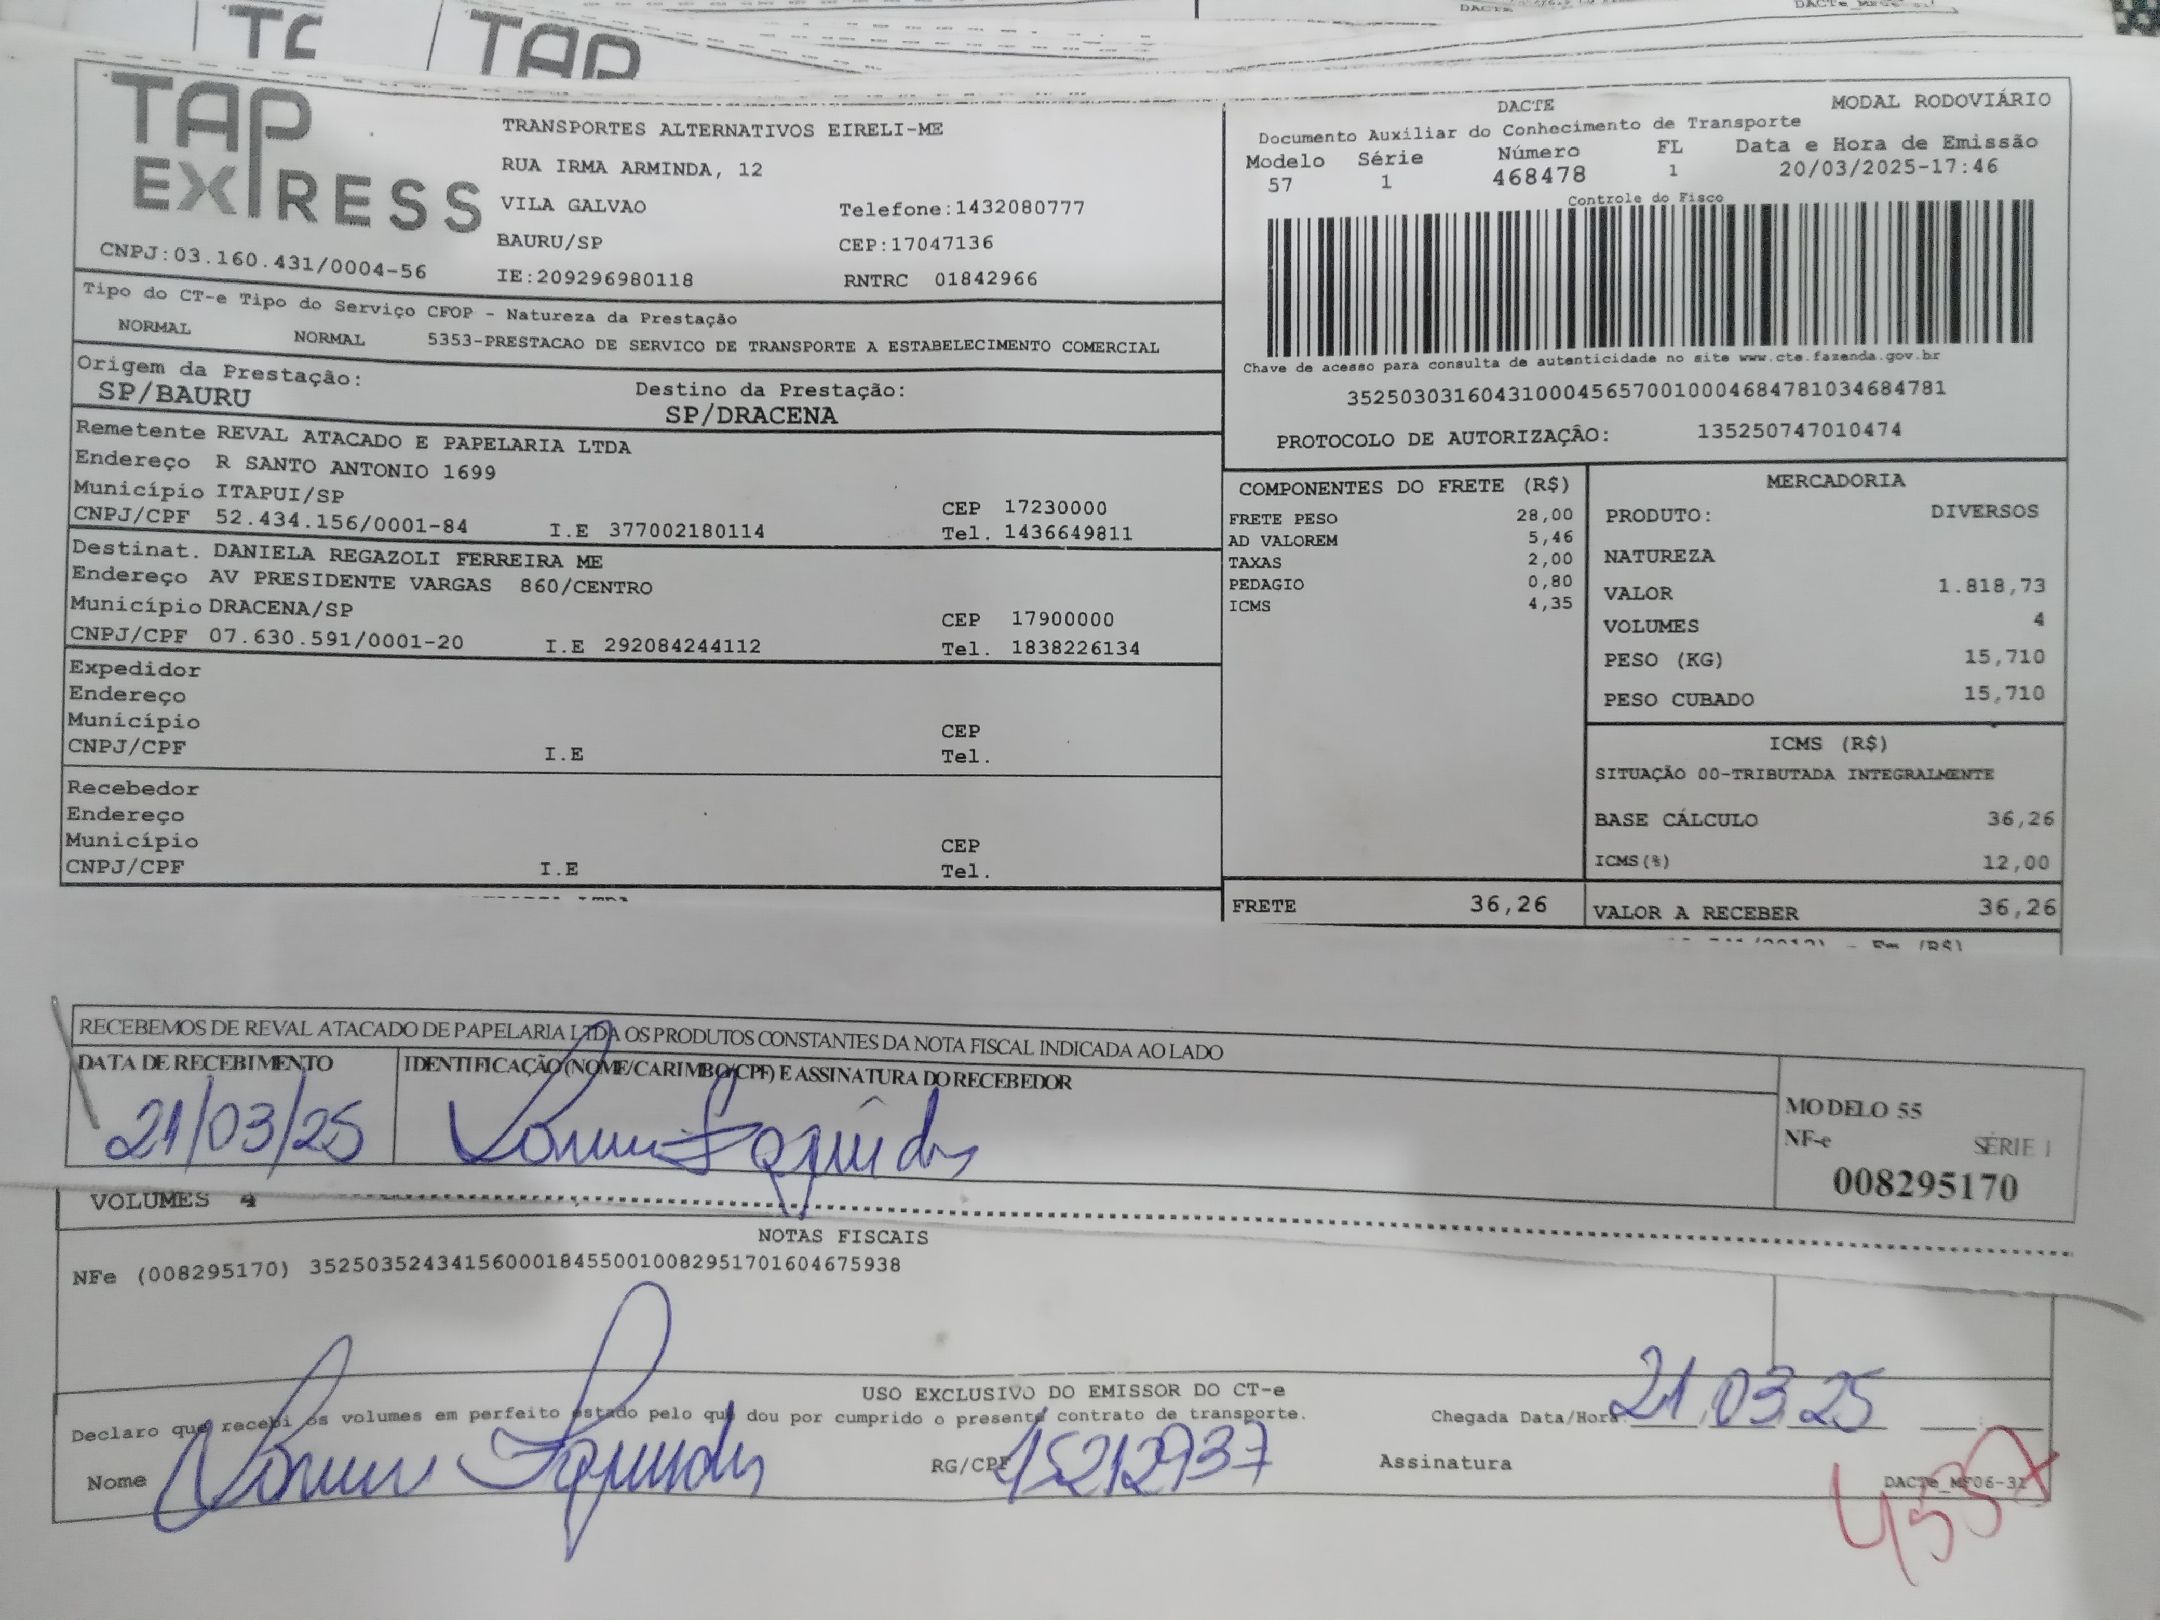 TAP
TAP
EXPRESS
TRANSPORTES ALTERNATIVOS EIRELI-ME
RUA IRMA ARMINDA, 12
VILA GALVAO Telefone:1432080777
BAURU/SP CEP:17047136
CNPJ:03.160.431/0004-56 IE:209296980118 RNTRC 01842966
DACTE MODAL RODOVIÁRIO
Documento Auxiliar do Conhecimento de Transporte
Modelo Série Número FL Data e Hora de Emissão
57 1 468478 1 20/03/2025-17:46
Controle do Fisco
Chave de acesso para consulta de autenticidade no site www.cte.fazenda.gov.br
35250303160431000456570010004684781034684781
PROTOCOLO DE AUTORIZAÇÃO: 135250747010474
Tipo do CT-e Tipo do Serviço CFOP - Natureza da Prestação
NORMAL NORMAL 5353-PRESTACAO DE SERVICO DE TRANSPORTE A ESTABELECIMENTO COMERCIAL
Origem da Prestação: Destino da Prestação:
SP/BAURU SP/DRACENA
Remetente REVAL ATACADO E PAPELARIA LTDA
Endereço R SANTO ANTONIO 1699
Município ITAPUI/SP CEP 17230000
CNPJ/CPF 52.434.156/0001-84 I.E 377002180114 Tel. 1436649811
Destinat. DANIELA REGAZOLI FERREIRA ME
Endereço AV PRESIDENTE VARGAS 860/CENTRO
Município DRACENA/SP CEP 17900000
CNPJ/CPF 07.630.591/0001-20 I.E 292084244112 Tel. 1838226134
Expedidor
Endereço
Município CEP
CNPJ/CPF I.E Tel.
Recebedor
Endereço
Município CEP
CNPJ/CPF I.E Tel.
COMPONENTES DO FRETE (R$)
FRETE PESO 28,00
AD VALOREM 5,46
TAXAS 2,00
PEDAGIO 0,80
ICMS 4,35
FRETE 36,26
MERCADORIA
PRODUTO: DIVERSOS
NATUREZA
VALOR 1.818,73
VOLUMES 4
PESO (KG) 15,710
PESO CUBADO 15,710
ICMS (R$)
SITUAÇÃO 00-TRIBUTADA INTEGRALMENTE
BASE CÁLCULO 36,26
ICMS(%) 12,00
VALOR A RECEBER 36,26
RECEBEMOS DE REVAL ATACADO DE PAPELARIA LTDA OS PRODUTOS CONSTANTES DA NOTA FISCAL INDICADA AO LADO
DATA DE RECEBIMENTO IDENTIFICAÇÃO (NOME/CARIMBO/CPF) E ASSINATURA DO RECEBEDOR
21/03/25
MODELO 55
NF-e SÉRIE 1
008295170
VOLUMES 4
NOTAS FISCAIS
NFe (008295170) 35250352434156000184550010082951701604675938
USO EXCLUSIVO DO EMISSOR DO CT-e
Declaro que recebi os volumes em perfeito estado pelo que dou por cumprido o presente contrato de transporte. Chegada Data/Hora 21 03 25
Nome RG/CPF 45212937 Assinatura